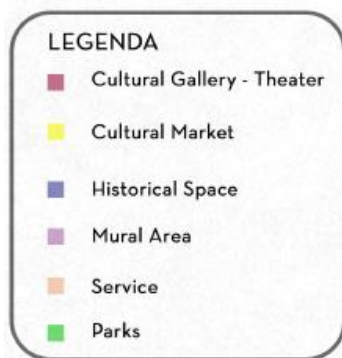 LEGENDA
Cultural Gallery - Theater
Cultural Market
Historical Space
Mural Area
Service
Parks